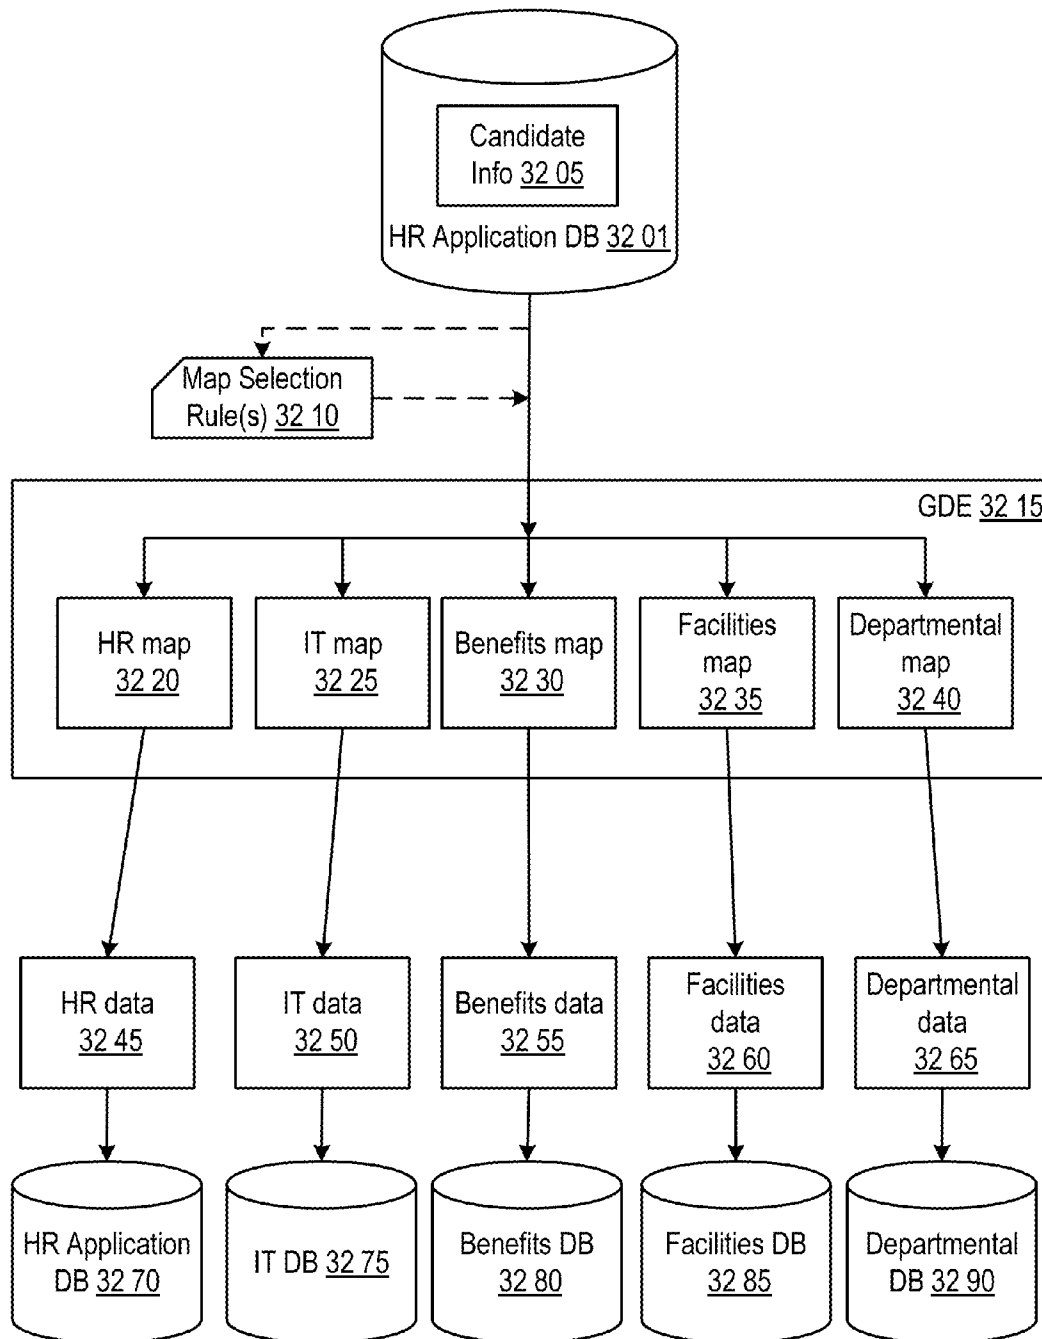 Candidate
Info 32 05
HR Application DB 32 01
Map Selection
Rule(s) 32 10
GDE 32 15
HR map
32 20
IT map
32 25
Benefits map
32 30
Facilities
map
32 35
Departmental
map
32 40
HR data
32 45
IT data
32 50
Benefits data
32 55
Facilities
data
32 60
Departmental
data
32 65
HR Application
DB 32 70
IT DB 32 75
Benefits DB
32 80
Facilities DB
32 85
Departmental
DB 32 90